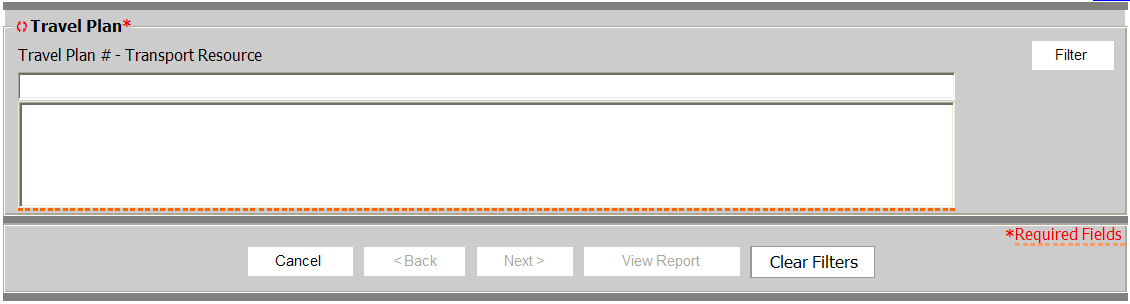 Travel Plan*
Travel Plan # - Transport Resource
Filter
*Required Fields
Cancel
< Back
Next >
View Report
Clear Filters